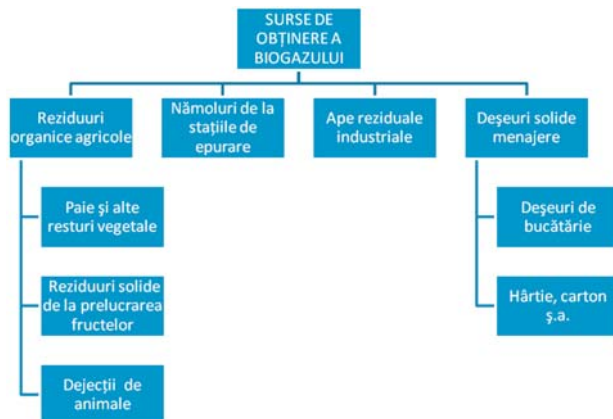 SURSE DE
OBȚINERE A
BIOGAZULUI
Reziduuri
organice agricole
Nămoluri de la
stațiile de
epurare
Ape reziduale
industriale
Deșeuri solide
menajere
Paie și alte
resturi vegetale
Reziduuri solide
de la prelucrarea
fructelor
Dejecții de
animale
Deșeuri de
bucătărie
Hârtie, carton
ș.a.